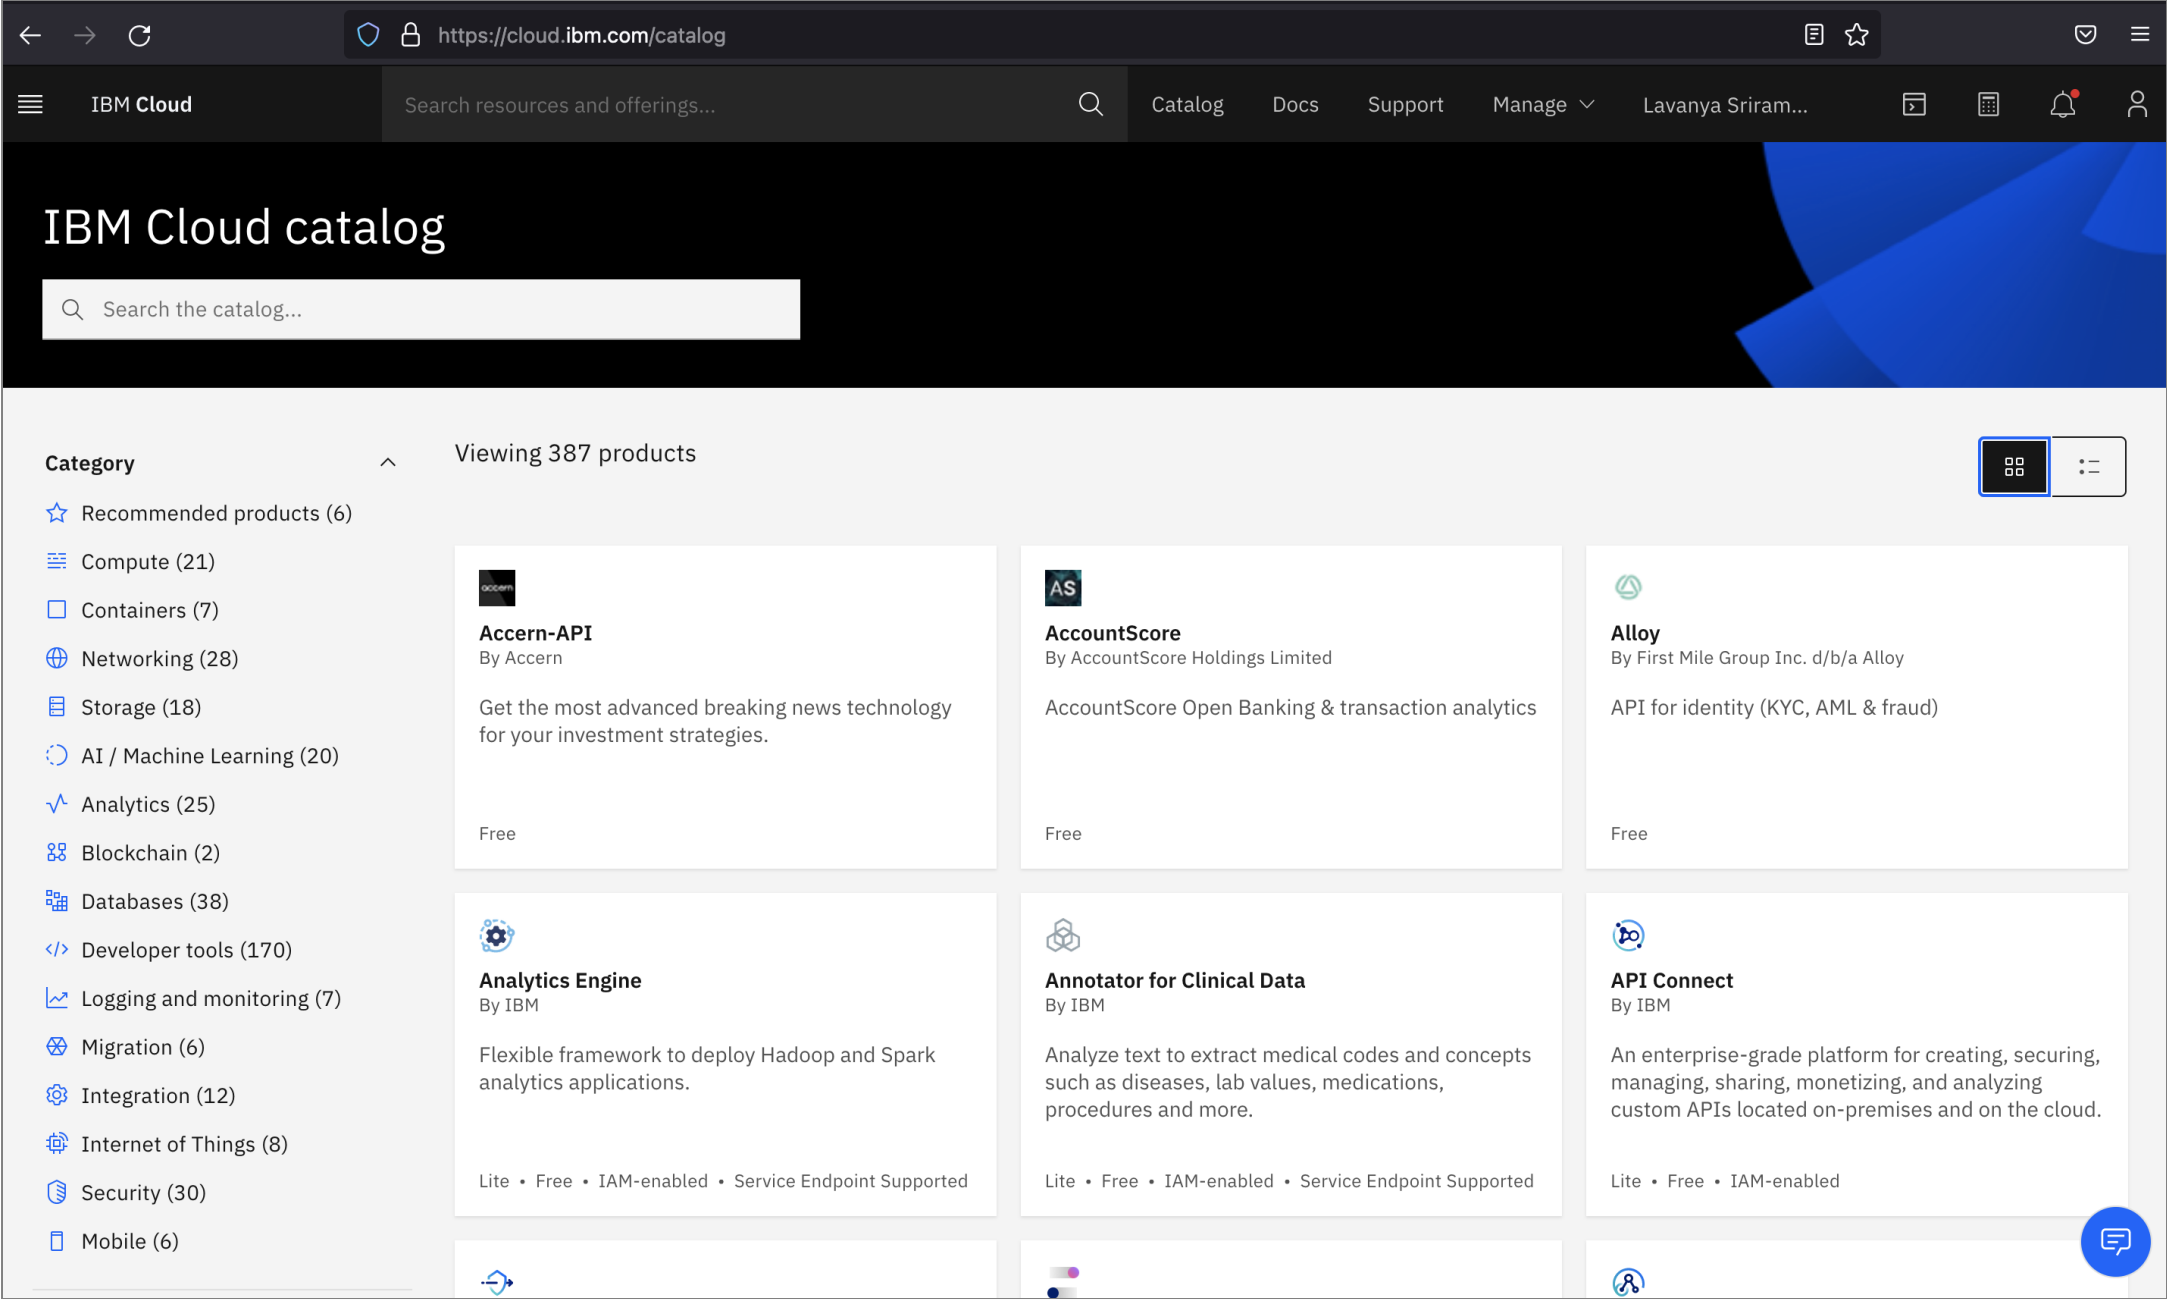 https://cloud.ibm.com/catalog
IBM Cloud
Search resources and offerings...
Catalog
Docs
Support
Manage
Lavanya Sriram...
IBM Cloud catalog
Search the catalog...
Category
Recommended products (6)
Compute (21)
Containers (7)
Networking (28)
Storage (18)
AI / Machine Learning (20)
Analytics (25)
Blockchain (2)
Databases (38)
Developer tools (170)
Logging and monitoring (7)
Migration (6)
Integration (12)
Internet of Things (8)
Security (30)
Mobile (6)
Viewing 387 products
accern
Accern-API
By Accern
Get the most advanced breaking news technology
for your investment strategies.
Free
AS
AccountScore
By AccountScore Holdings Limited
AccountScore Open Banking & transaction analytics
Free
Alloy
By First Mile Group Inc. d/b/a Alloy
API for identity (KYC, AML & fraud)
Free
Analytics Engine
By IBM
Flexible framework to deploy Hadoop and Spark
analytics applications.
Lite • Free • IAM-enabled • Service Endpoint Supported
Annotator for Clinical Data
By IBM
Analyze text to extract medical codes and concepts
such as diseases, lab values, medications,
procedures and more.
Lite • Free • IAM-enabled • Service Endpoint Supported
API Connect
By IBM
An enterprise-grade platform for creating, securing,
managing, sharing, monetizing, and analyzing
custom APIs located on-premises and on the cloud.
Lite • Free • IAM-enabled